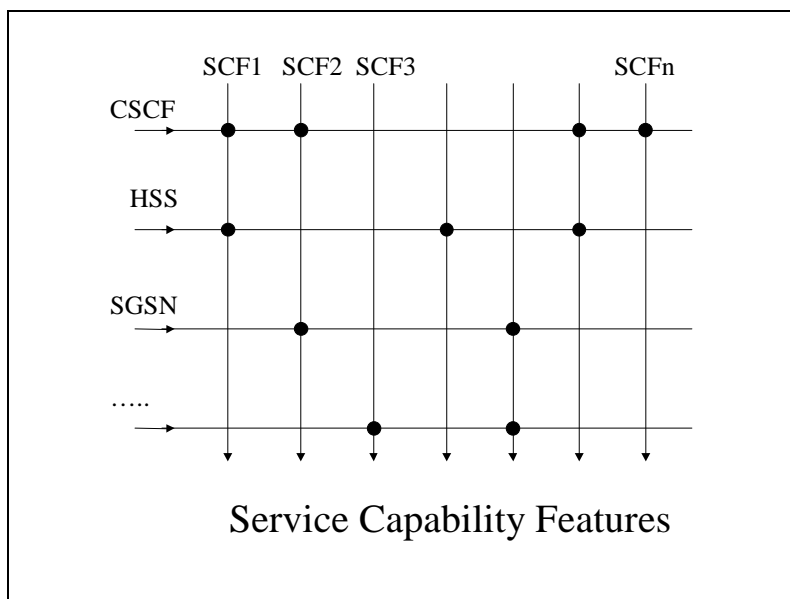 SCF1 SCF2 SCF3 SCFn
CSCF
HSS
SGSN
…..
Service Capability Features